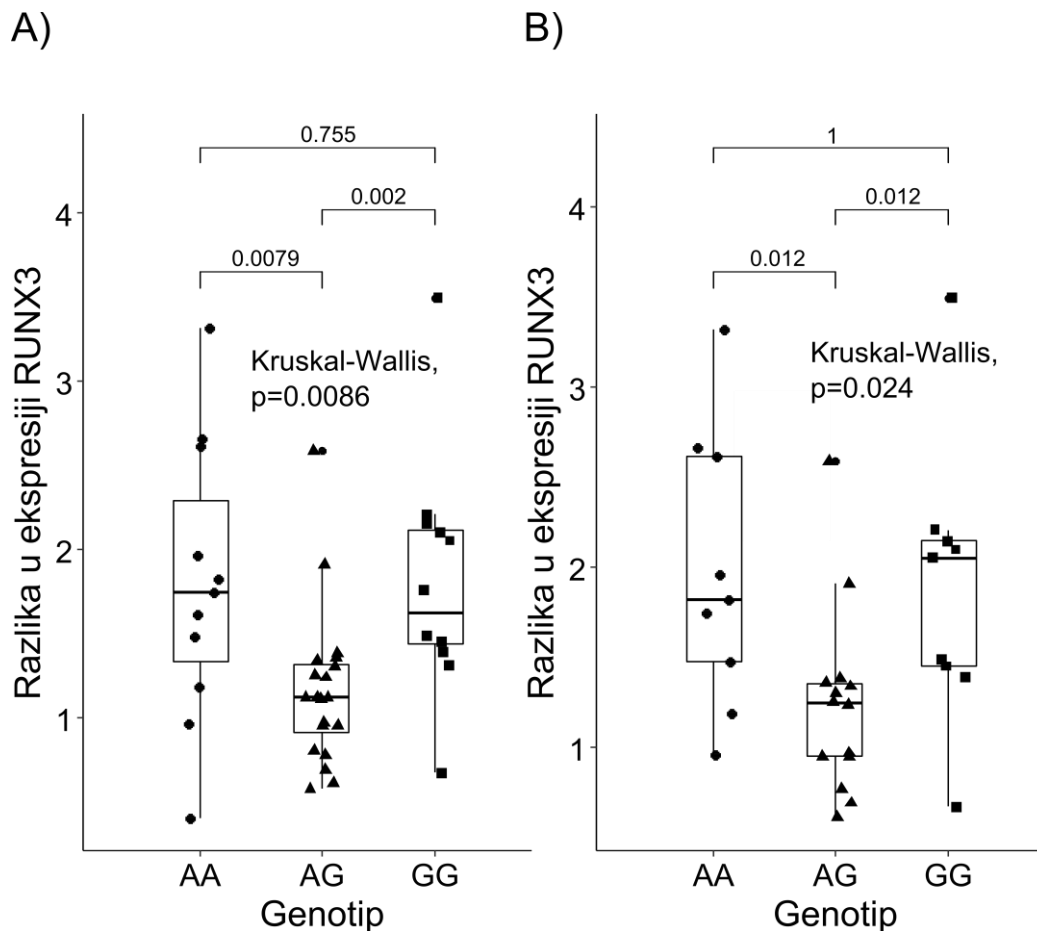 A)
Razlika u ekspresiji RUNX3
4
3
2
1
0.755
0.002
0.0079
Kruskal-Wallis,
p=0.0086
AA AG GG
Genotip
B)
Razlika u ekspresiji RUNX3
4
3
2
1
1
0.012
0.012
Kruskal-Wallis,
p=0.024
AA AG GG
Genotip